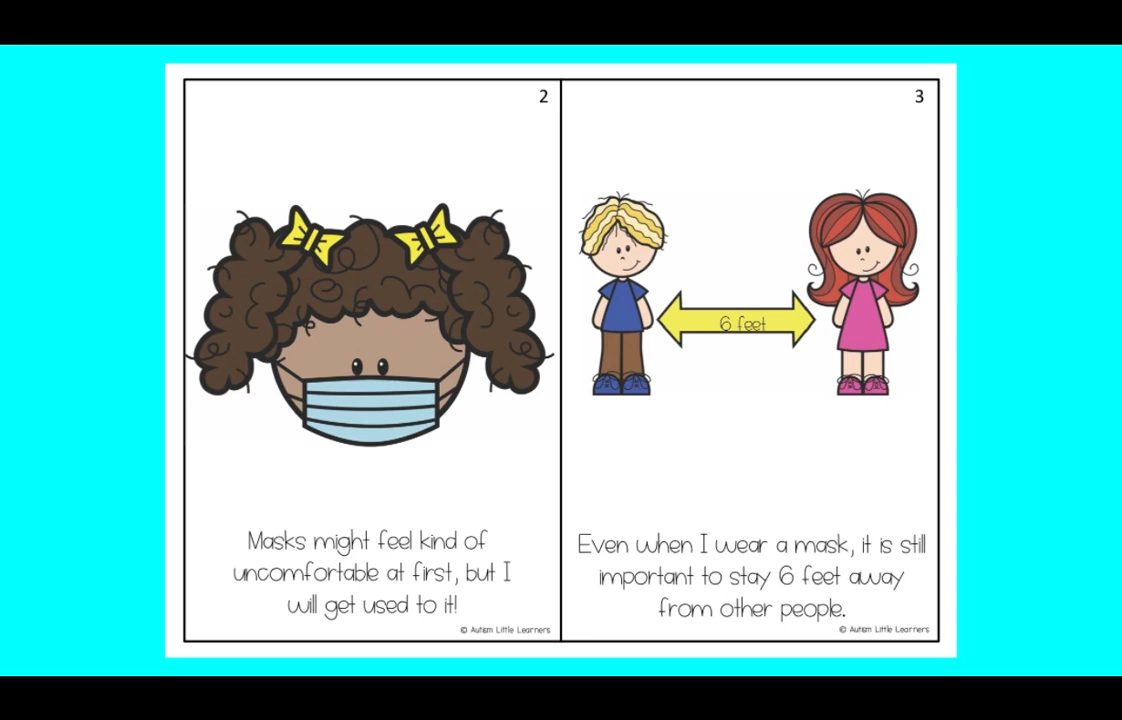 2
Masks might feel kind of
uncomfortable at first, but I
will get used to it!
© Autism Little Learners
3
6 feet
Even when I wear a mask, it is still
important to stay 6 feet away
from other people.
© Autism Little Learners